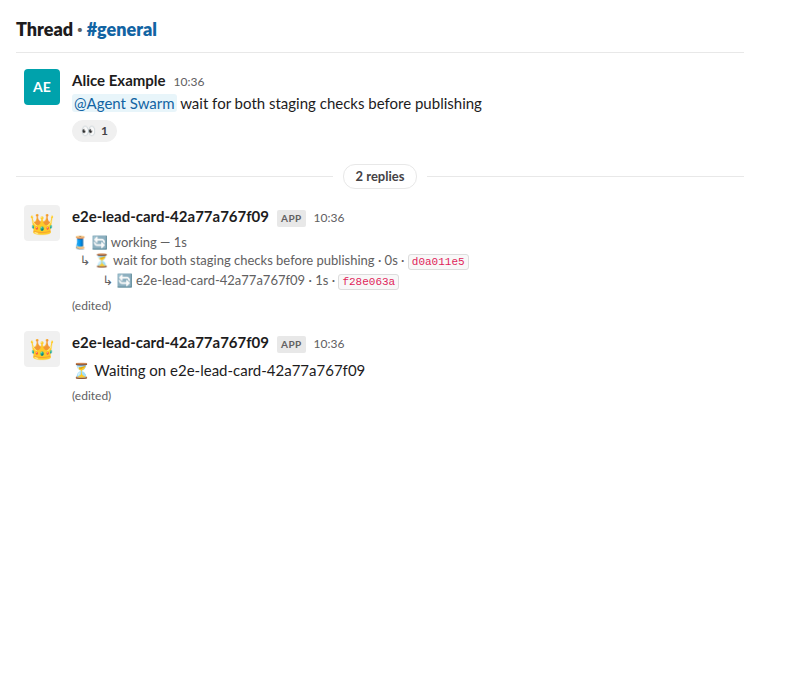 Thread • #general
AE
Alice Example 10:36
@Agent Swarm wait for both staging checks before publishing
👀 1
2 replies
e2e-lead-card-42a77a767f09 APP 10:36
🧵 🔄 working — 1s
↳ ⏳ wait for both staging checks before publishing · 0s · d0a011e5
↳ 🔄 e2e-lead-card-42a77a767f09 · 1s · f28e063a
(edited)
e2e-lead-card-42a77a767f09 APP 10:36
⏳ Waiting on e2e-lead-card-42a77a767f09
(edited)